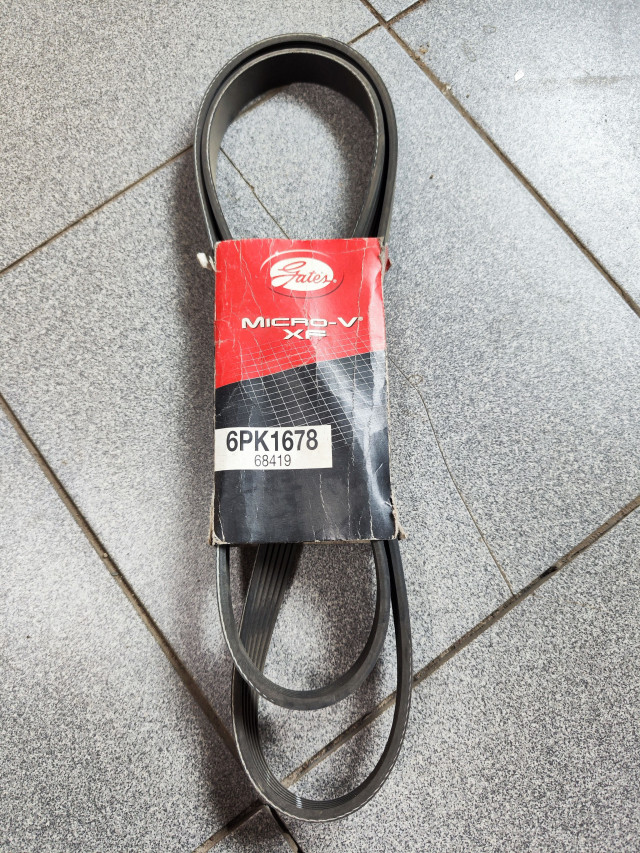 Gates
MICRO-V®
XF
6PK1678
68419